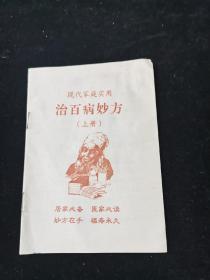 现代家庭实用
治百病妙方
（上册）
居家必备 医家必读
妙方在手 福寿永久